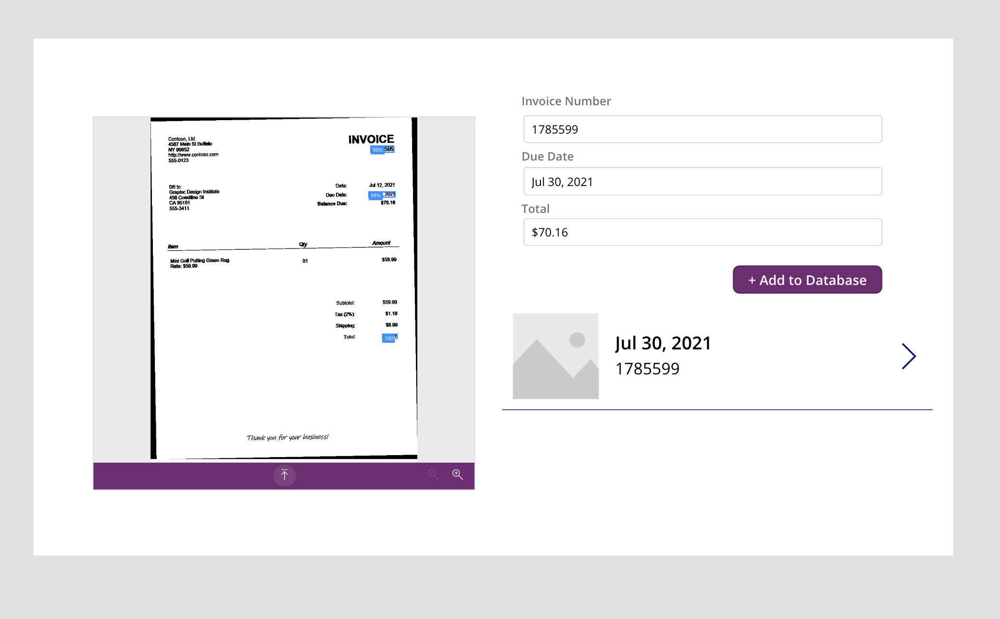 Contoso, Ltd.
4567 Main St Buffalo
NY 90652
http://www.contoso.com
555-0123
INVOICE
99% 599
Bill to:
Graphic Design Institute
456 Coastline St
CA 95101
555-3411
Date: Jul 12, 2021
Due Date: 99% 2021
Balance Due: $70.16
Item Qty Amount
Mini Golf Putting Green Rug 01 $59.99
Rate: $59.99
Subtotal: $59.99
Tax (2%): $1.18
Shipping: $8.99
Total: 100%
Thank you for your business!
Invoice Number
1785599
Due Date
Jul 30, 2021
Total
$70.16
+ Add to Database
Jul 30, 2021
1785599